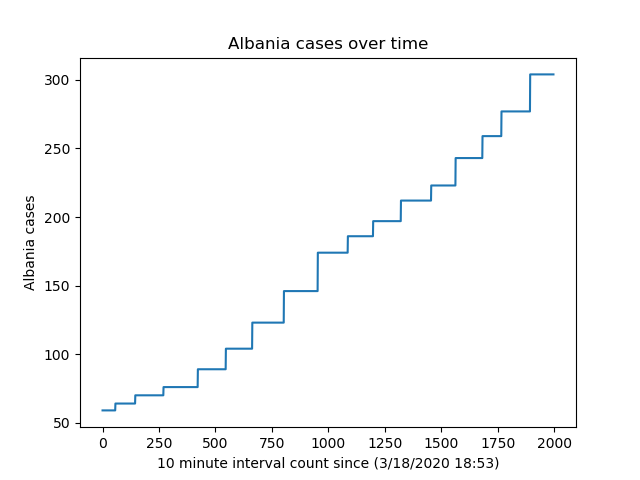 Albania cases over time
300
250
200
150
100
50
Albania cases
0 250 500 750 1000 1250 1500 1750 2000
10 minute interval count since (3/18/2020 18:53)